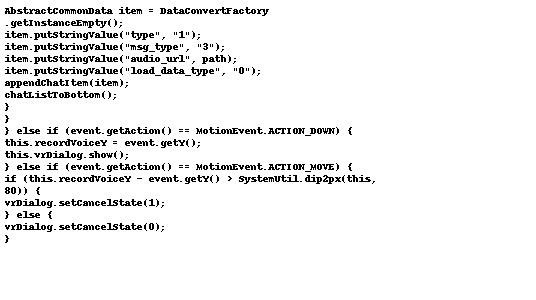 AbstractCommonData item = DataConvertFactory
.getInstanceEmpty();
item.putStringValue("type", "1");
item.putStringValue("msg_type", "3");
item.putStringValue("audio_url", path);
item.putStringValue("load_data_type", "0");
appendChatItem(item);
chatListToBottom();
}
}
} else if (event.getAction() == MotionEvent.ACTION_DOWN) {
this.recordVoiceY = event.getY();
this.vrDialog.show();
} else if (event.getAction() == MotionEvent.ACTION_MOVE) {
if (this.recordVoiceY - event.getY() > SystemUtil.dip2px(this,
80)) {
vrDialog.setCancelState(1);
} else {
vrDialog.setCancelState(0);
}